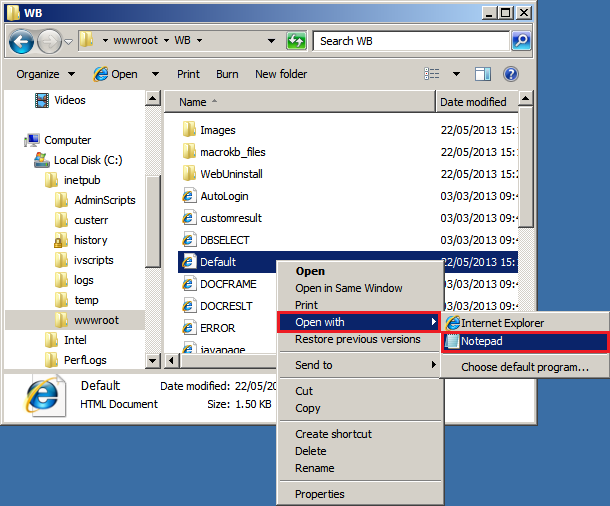 WB
wwwroot
WB
Search WB
Organize
Open
Print
Burn
New folder
Videos
Computer
Local Disk (C:)
inetpub
AdminScripts
custerr
history
ivscripts
logs
temp
wwwroot
Intel
PerfLogs
Name
Date modified
Images
22/05/2013 15:
macrokb_files
22/05/2013 15:
WebUninstall
22/05/2013 15:
AutoLogin
03/03/2013 09:
customresult
03/03/2013 09:
DBSELECT
03/03/2013 09:
Default
22/05/2013 15:
DOCFRAME
DOCRESLT
ERROR
javapage
Open
Open in Same Window
Print
Open with
Restore previous versions
Send to
Cut
Copy
Create shortcut
Delete
Rename
Properties
Internet Explorer
Notepad
Choose default program...
Default
Date modified: 22/05/20
HTML Document
Size: 1.50 KB